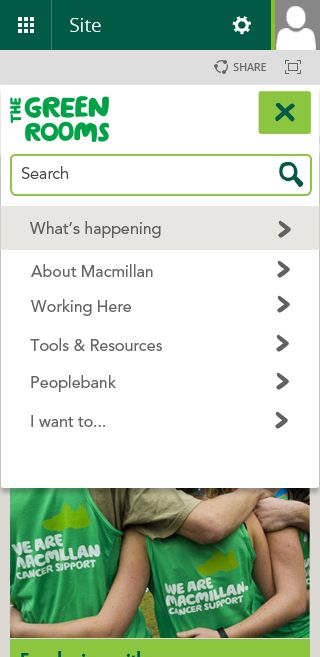 Site
SHARE
THE GREEN
ROOMS
Search
What's happening
About Macmillan
Working Here
Tools & Resources
Peoplebank
I want to...
WE ARE
MACMILLAN
CANCER SUPPORT
WE ARE
MACMILLAN.
CANCER SUPPORT